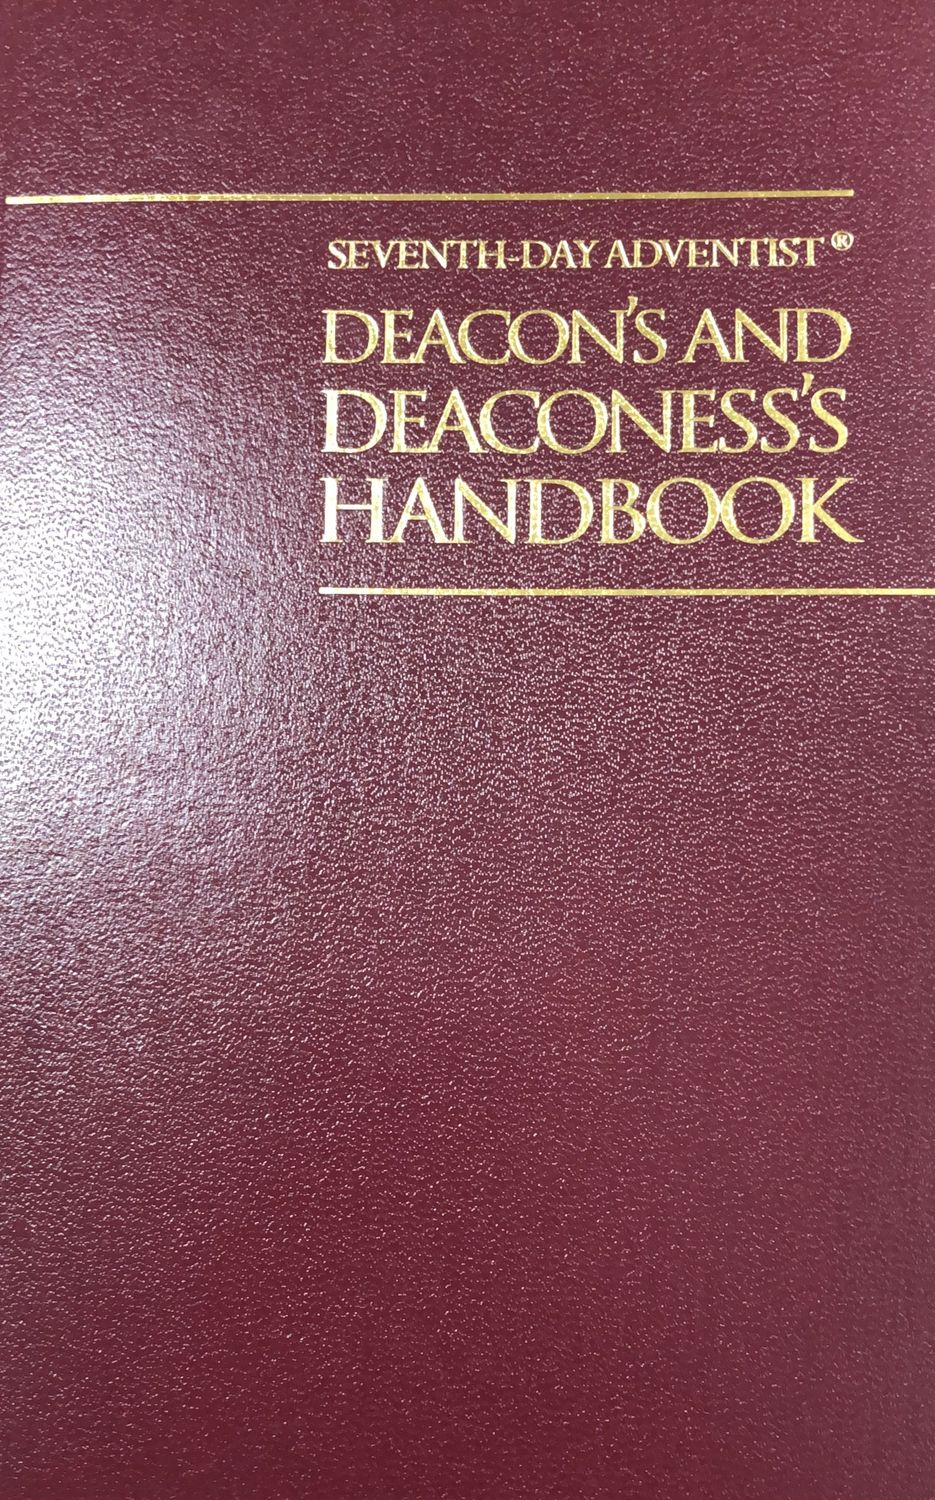 SEVENTH-DAY ADVENTIST®
DEACON'S AND
DEACONESS'S
HANDBOOK